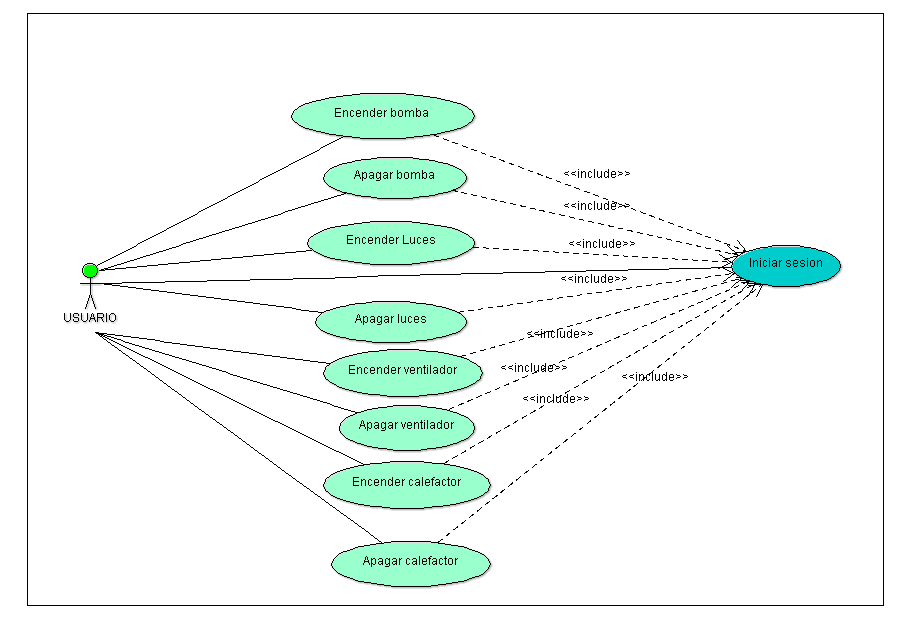 Encender bomba
<<include>>
Apagar bomba
<<include>>
Encender Luces
<<include>>
Iniciar sesion
<<include>>
USUARIO
Apagar luces
<<include>>
Encender ventilador
<<include>>
<<include>>
<<include>>
Apagar ventilador
Encender calefactor
Apagar calefactor